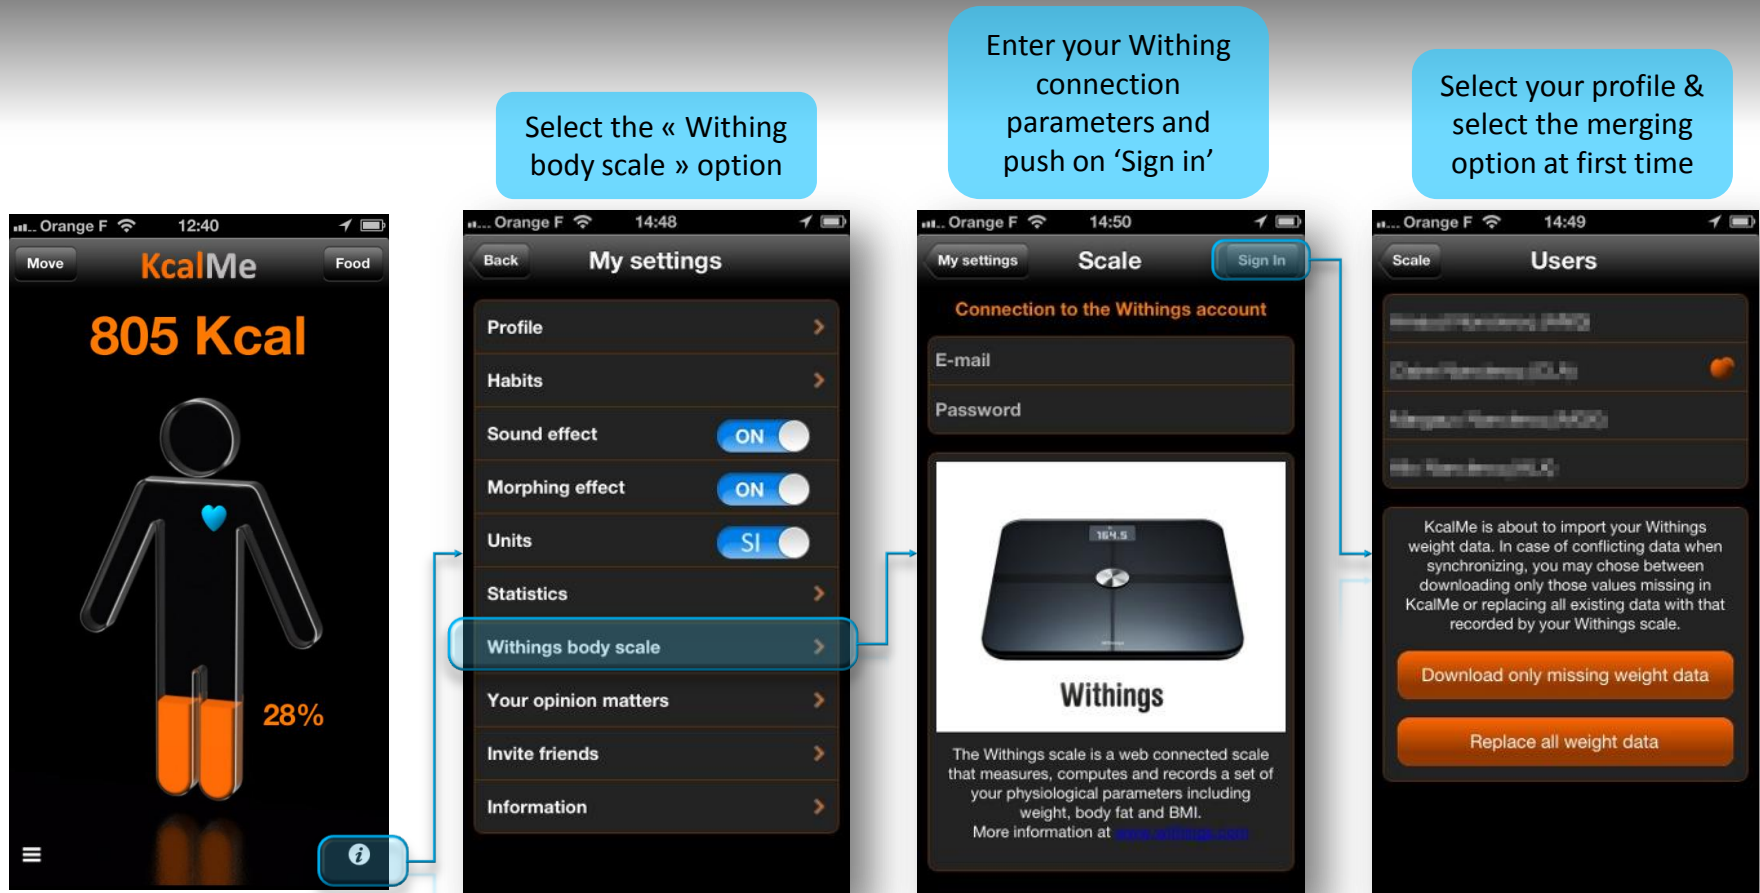 Select the « Withing
body scale » option
Enter your Withing
connection
parameters and
push on ‘Sign in’
Select your profile &
select the merging
option at first time
Orange F 12:40
Move KcalMe Food
805 Kcal
28%
Orange F 14:48
Back My settings
Profile
Habits
Sound effect ON
Morphing effect ON
Units SI
Statistics
Withings body scale
Your opinion matters
Invite friends
Information
Orange F 14:50
My settings Scale Sign In
Connection to the Withings account
E-mail
Password
164.5
Withings
The Withings scale is a web connected scale
that measures, computes and records a set of
your physiological parameters including
weight, body fat and BMI.
More information at www.withings.com
Orange F 14:49
Scale Users
KcalMe is about to import your Withings
weight data. In case of conflicting data when
synchronizing, you may chose between
downloading only those values missing in
KcalMe or replacing all existing data with that
recorded by your Withings scale.
Download only missing weight data
Replace all weight data